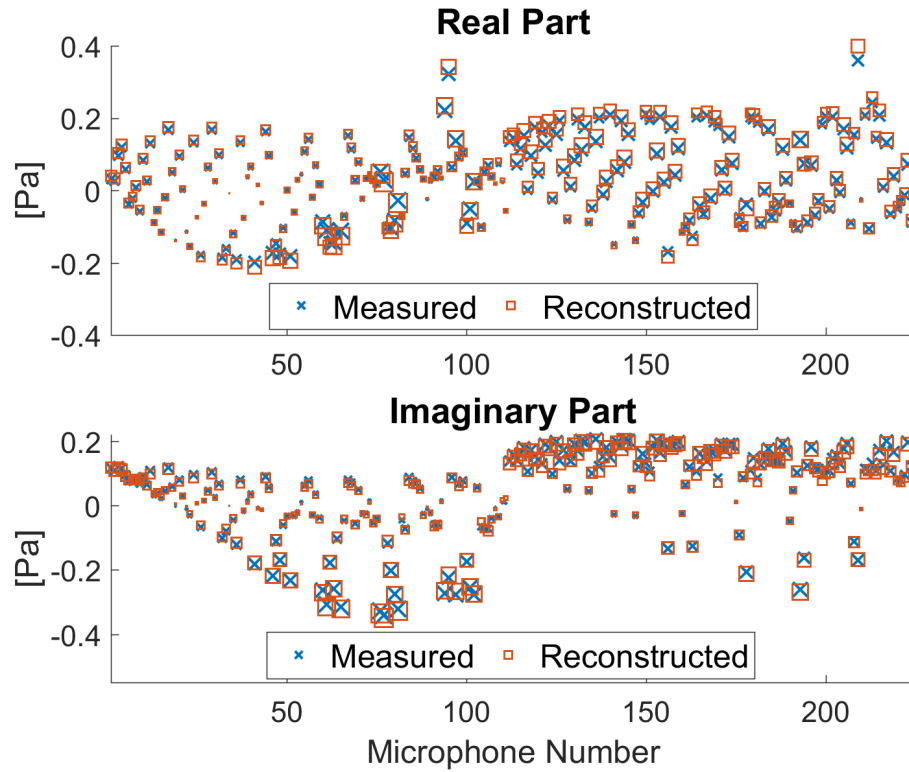 Real Part
0.4
0.2
0
-0.2
-0.4
[Pa]
Measured Reconstructed
50 100 150 200
Imaginary Part
0.2
0
-0.2
-0.4
[Pa]
Measured Reconstructed
50 100 150 200
Microphone Number